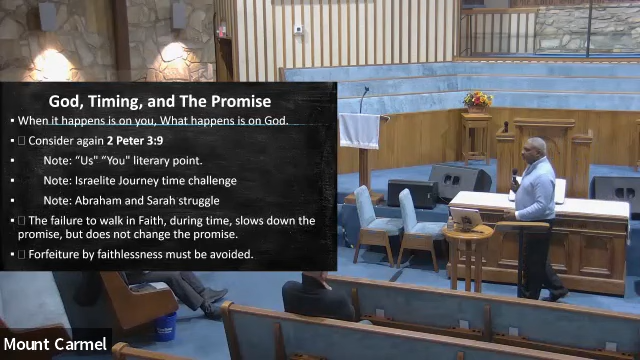 God, Timing, and The Promise
▪ When it happens is on you, What happens is on God.
▪ □ Consider again 2 Peter 3:9
▪ Note: "Us" "You" literary point.
▪ Note: Israelite Journey time challenge
▪ Note: Abraham and Sarah struggle
▪ □ The failure to walk in Faith, during time, slows down the
promise, but does not change the promise.
▪ □ Forfeiture by faithlessness must be avoided.
Mount Carmel